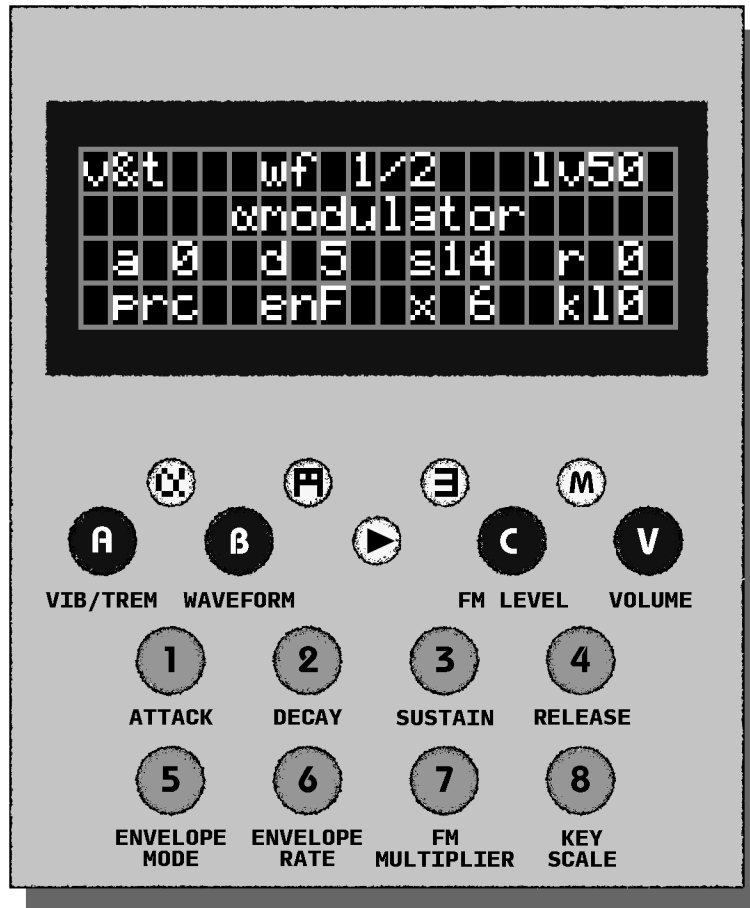 v&t wf 1/2 lv50
αmodulator
a 0 d 5 s14 r 0
prc enF x 6 kl0
α A B M
A B C V
VIB/TREM WAVEFORM FM LEVEL VOLUME
1 2 3 4
ATTACK DECAY SUSTAIN RELEASE
5 6 7 8
ENVELOPE ENVELOPE FM KEY
MODE RATE MULTIPLIER SCALE